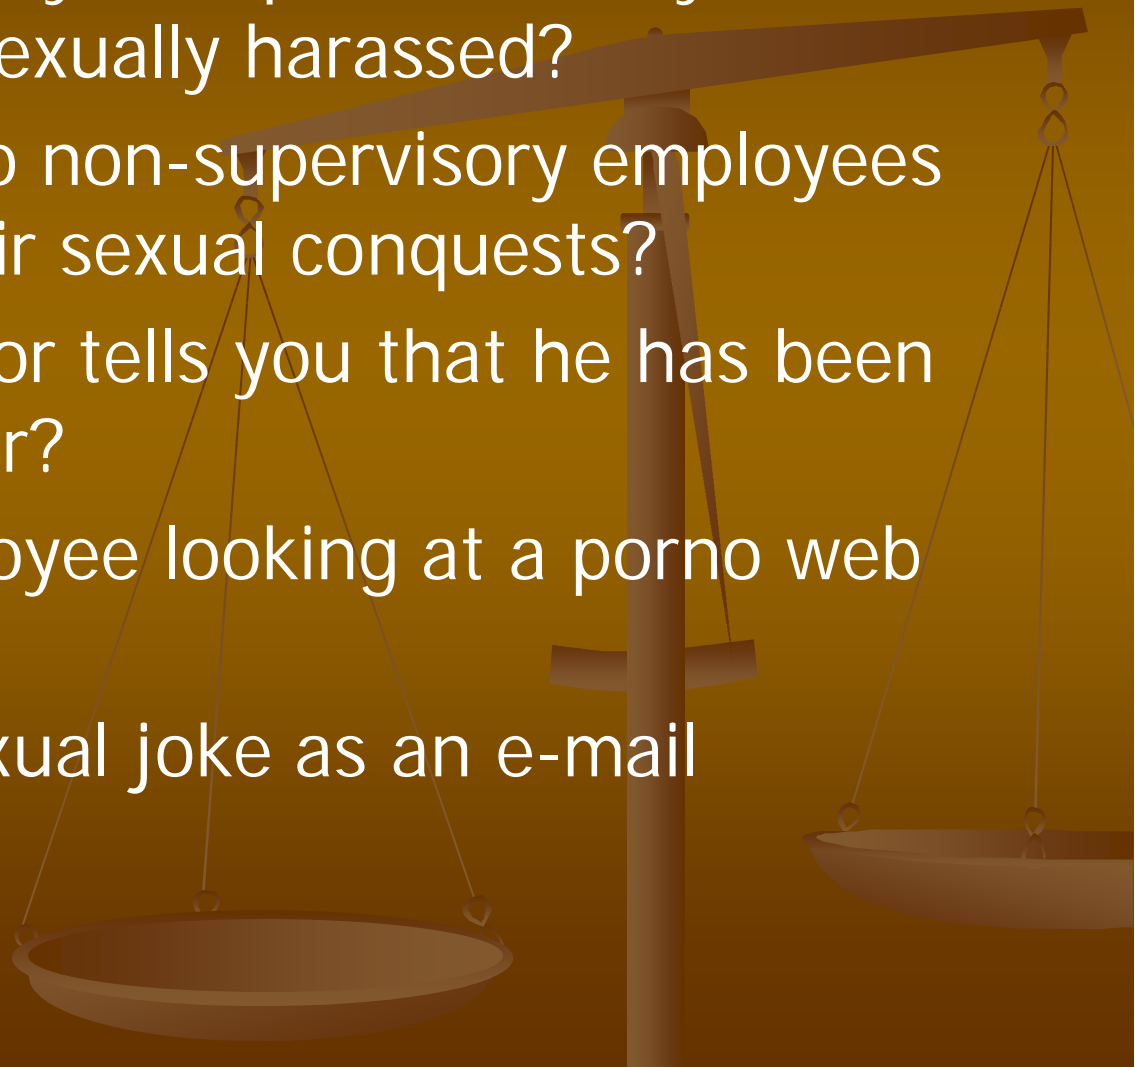 exually harassed?
o non-supervisory employees
ir sexual conquests?
or tells you that he has been
r?
oyee looking at a porno web
xual joke as an e-mail